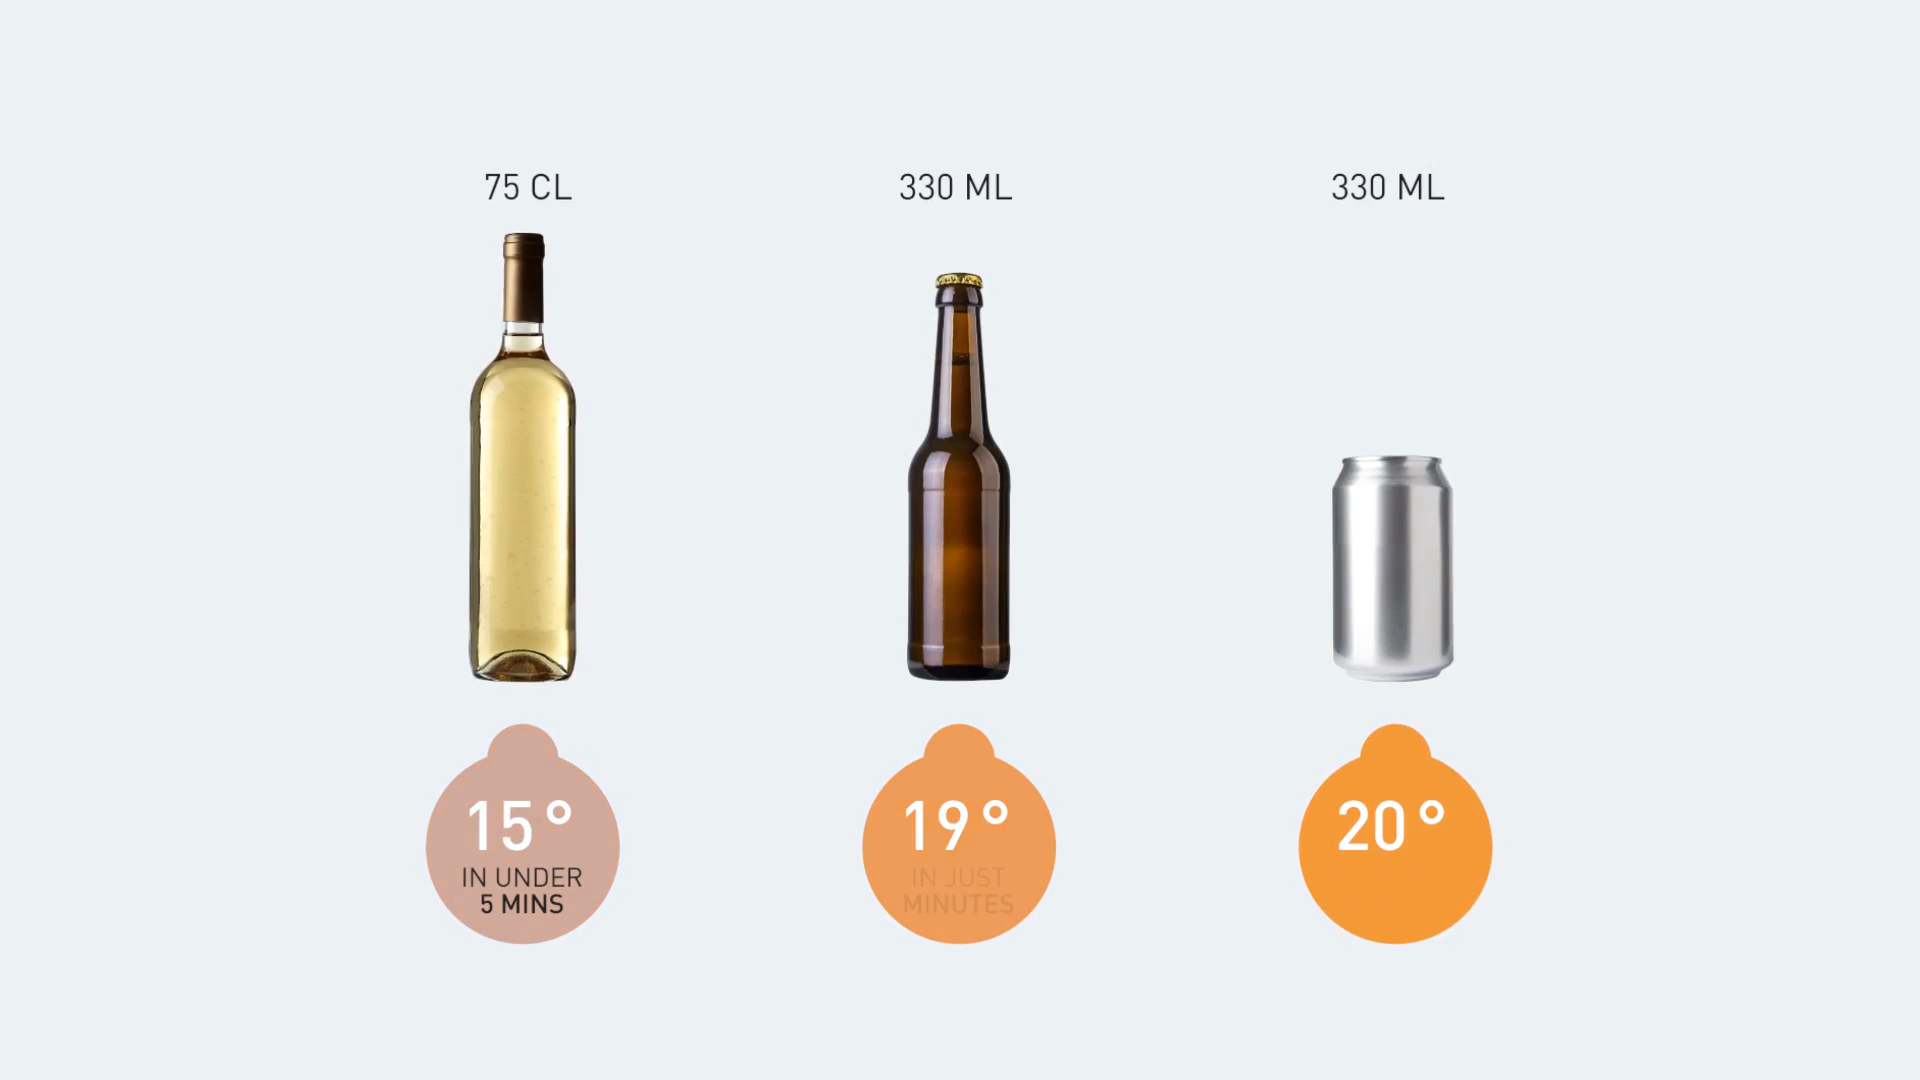 75 CL
330 ML
330 ML
15°
IN UNDER
5 MINS
19°
IN JUST
MINUTES
20°